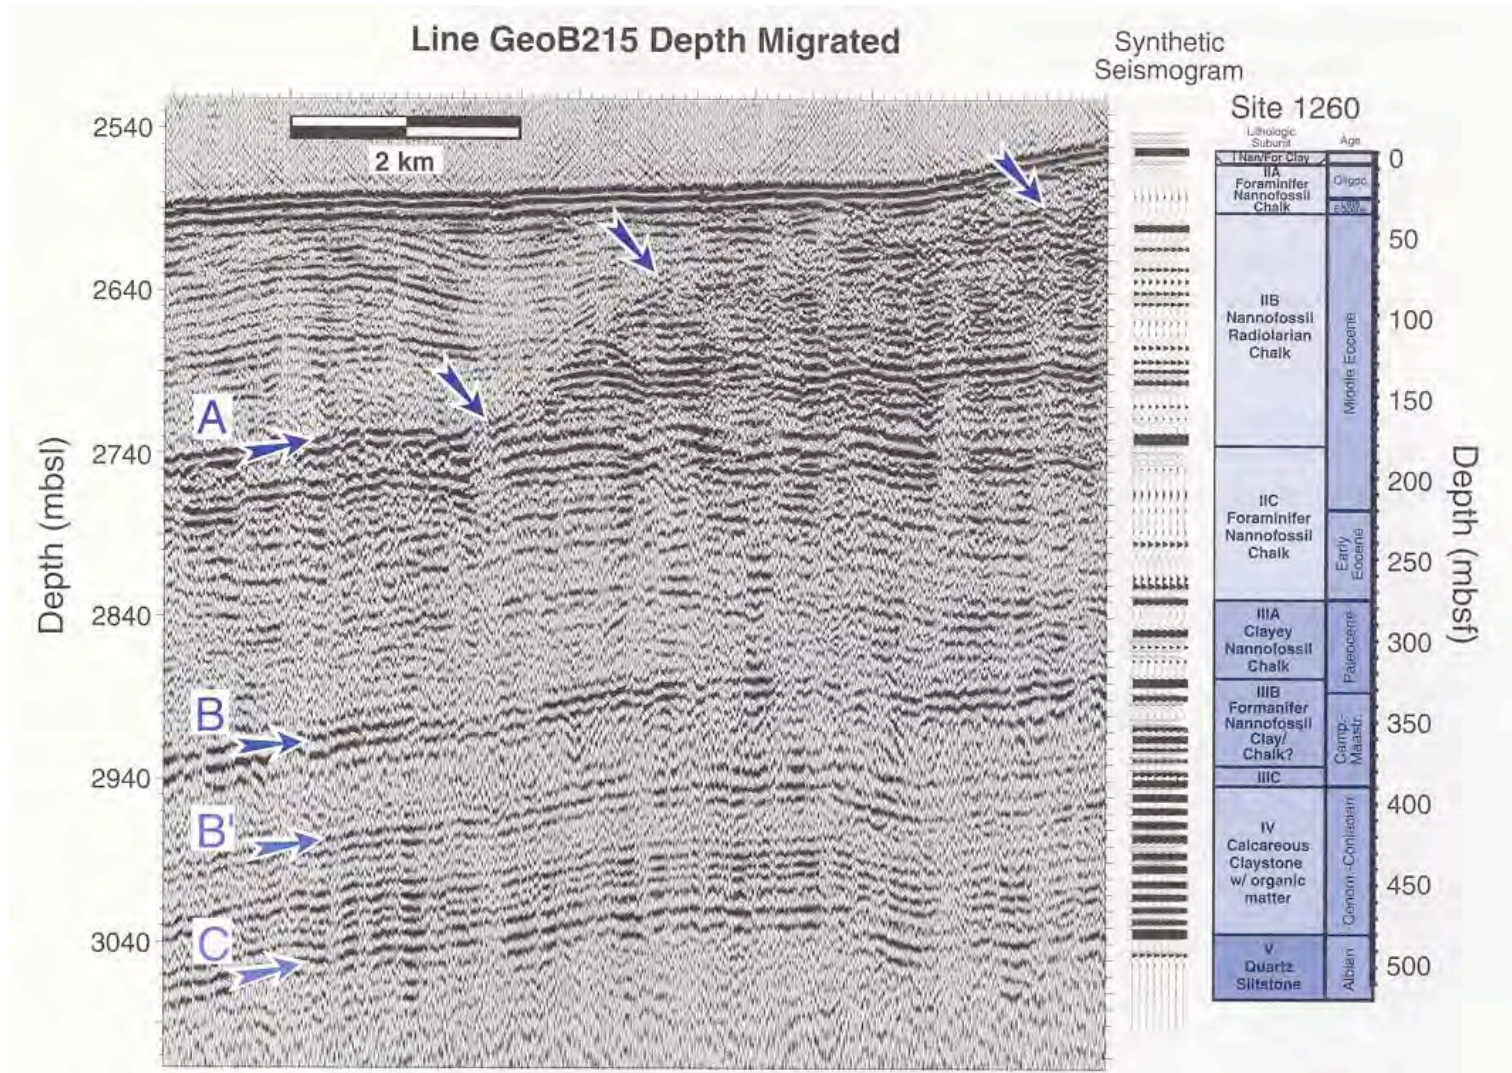 Line GeoB215 Depth Migrated
Synthetic
Seismogram
Site 1260
Lithologic
Subunit
Age
2 km
Depth (mbsl)
2540
2640
2740
2840
2940
3040
A
B
B'
C
I Nan/For Clay
IIA
Foraminifer
Nannofossil
Chalk
IIB
Nannofossil
Radiolarian
Chalk
IIC
Foraminifer
Nannofossil
Chalk
IIIA
Clayey
Nannofossil
Chalk
IIIB
Formanifer
Nannofossil
Clay/
Chalk?
IIIC
IV
Calcareous
Claystone
w/ organic
matter
V
Quartz
Siltstone
Oligoc.
Middle Eocene
Early
Eocene
Paleocene
Camp.-
Maastr.
Cenom.-Coniacian
Albian
0
50
100
150
200
250
300
350
400
450
500
Depth (mbsf)